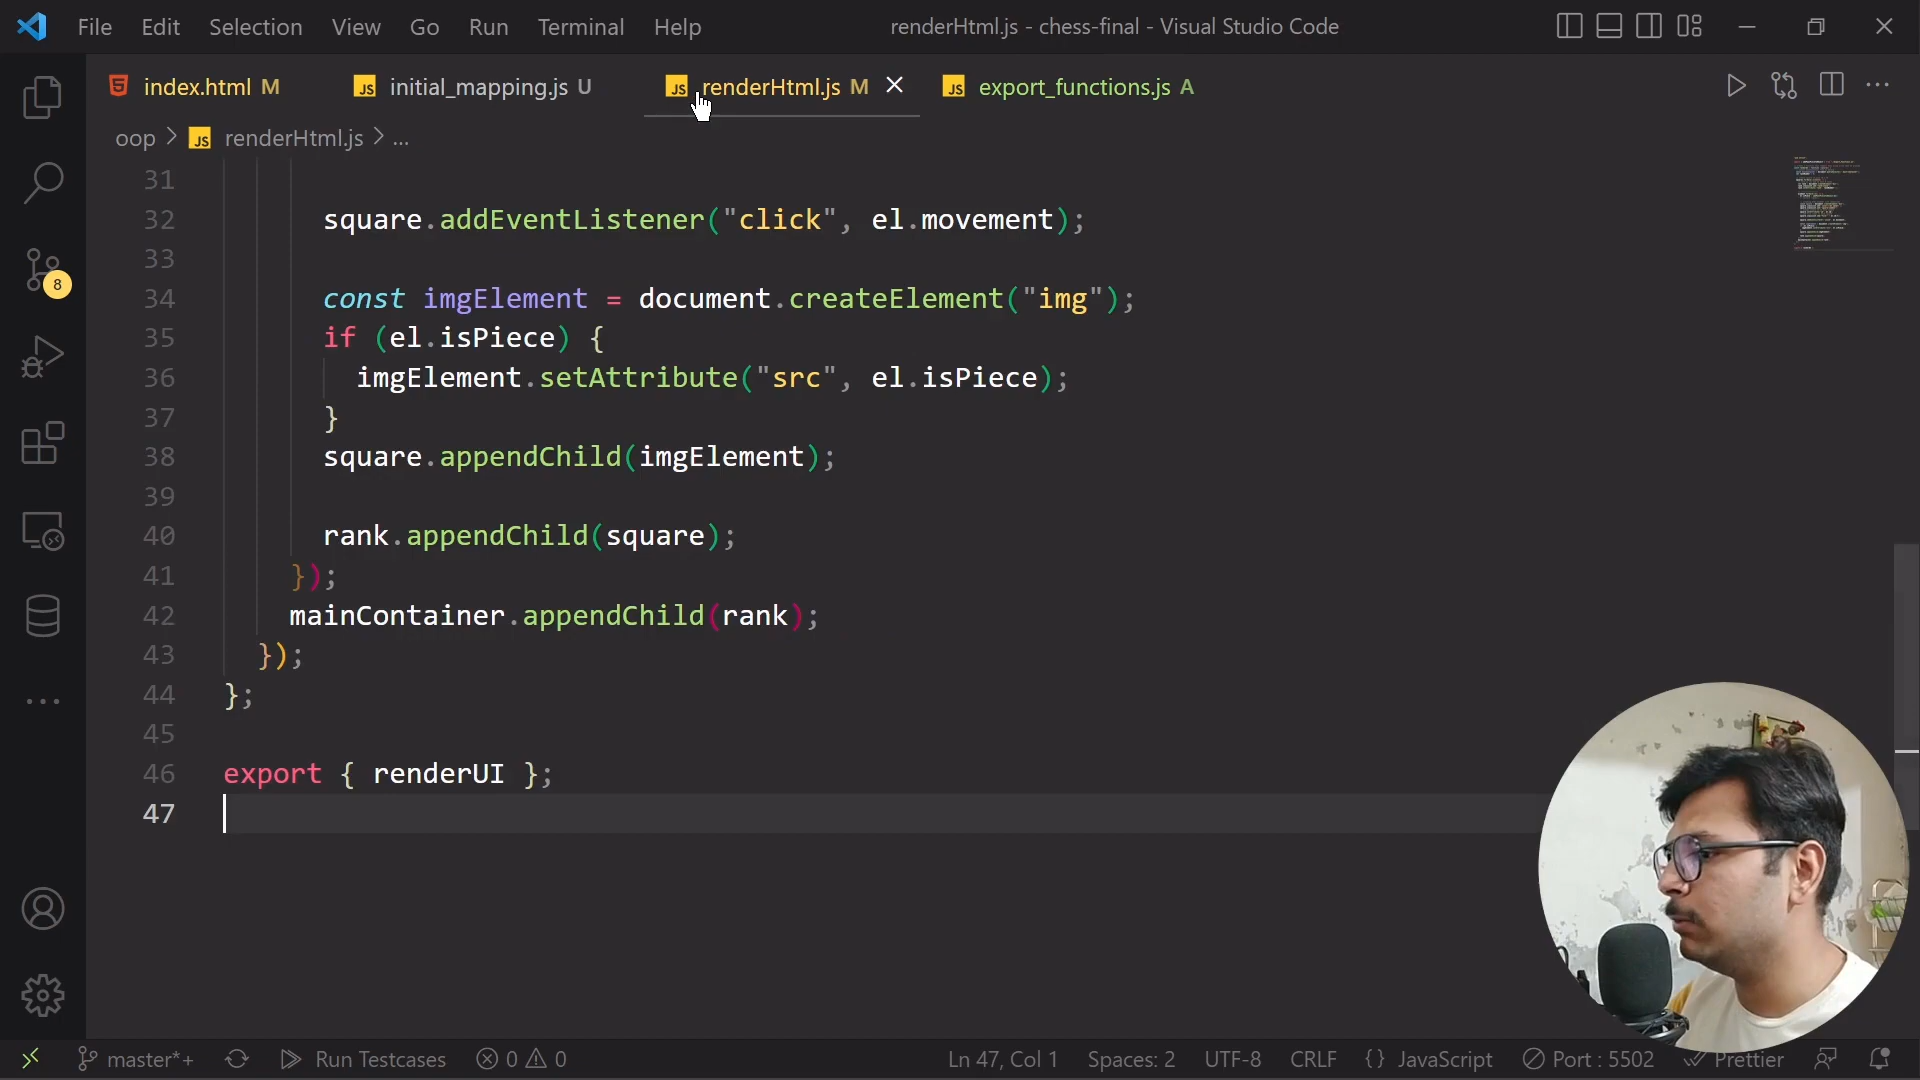 File Edit Selection View Go Run Terminal Help renderHtml.js - chess-final - Visual Studio Code
index.html M JS initial_mapping.js U JS renderHtml.js M JS export_functions.js A
oop > JS renderHtml.js > ...
31
32 square.addEventListener("click", el.movement);
33
34 const imgElement = document.createElement("img");
35 if (el.isPiece) {
36 imgElement.setAttribute("src", el.isPiece);
37 }
38 square.appendChild(imgElement);
39
40 rank.appendChild(square);
41 });
42 mainContainer.appendChild(rank);
43 });
44 };
45
46 export { renderUI };
47
8
master*+ Run Testcases 0 0 Ln 47, Col 1 Spaces: 2 UTF-8 CRLF {} JavaScript Port : 5502 Prettier